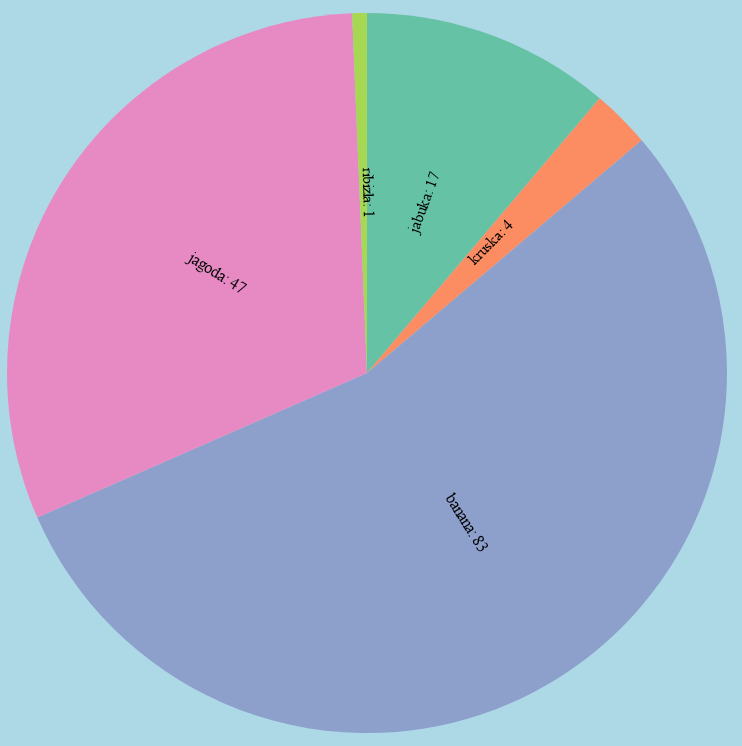 ribizla: 1
jabuka: 17
kruska: 4
jagoda: 47
banana: 83